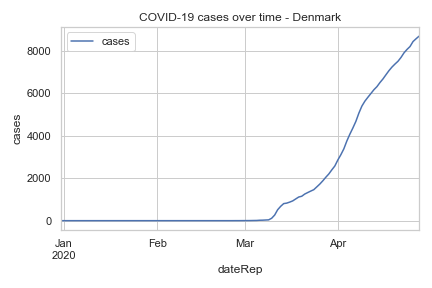 COVID-19 cases over time - Denmark
cases
8000
6000
4000
2000
0
cases
Jan
2020
Feb
Mar
Apr
dateRep